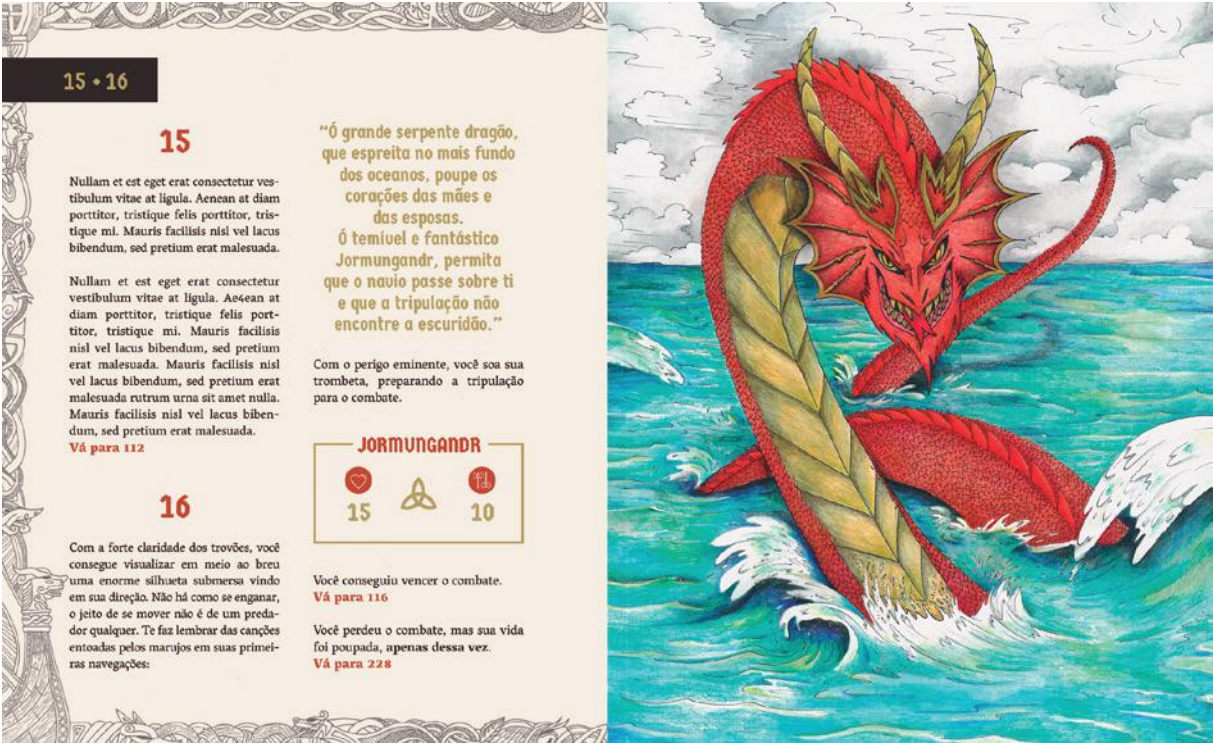 15 • 16
15
Nullam et est eget erat consectetur ves-
tibulum vitae at ligula. Aenean at diam
porttitor, tristique felis porttitor, tris-
tique mi. Mauris facilisis nisl vel lacus
bibendum, sed pretium erat malesuada.
Nullam et est eget erat consectetur
vestibulum vitae at ligula. Ae4ean at
diam porttitor, tristique felis port-
titor, tristique mi. Mauris facilisis
nisl vel lacus bibendum, sed pretium
erat malesuada. Mauris facilisis nisl
vel lacus bibendum, sed pretium erat
malesuada rutrum urna sit amet nulla.
Mauris facilisis nisl vel lacus biben-
dum, sed pretium erat malesuada.
Vá para 112
16
Com a forte claridade dos trovões, você
consegue visualizar em meio ao breu
uma enorme silhueta submersa vindo
em sua direção. Não há como se enganar,
o jeito de se mover não é de um preda-
dor qualquer. Te faz lembrar das canções
entoadas pelos marujos em suas primei-
ras navegações:
“Ó grande serpente dragão,
que espreita no mais fundo
dos oceanos, poupe os
corações das mães e
das esposas.
Ó temível e fantástico
Jormungandr, permita
que o navio passe sobre ti
e que a tripulação não
encontre a escuridão.”
Com o perigo eminente, você soa sua
trombeta, preparando a tripulação
para o combate.
JORMUNGANDR
15 10
Você conseguiu vencer o combate.
Vá para 116
Você perdeu o combate, mas sua vida
foi poupada, apenas dessa vez.
Vá para 228